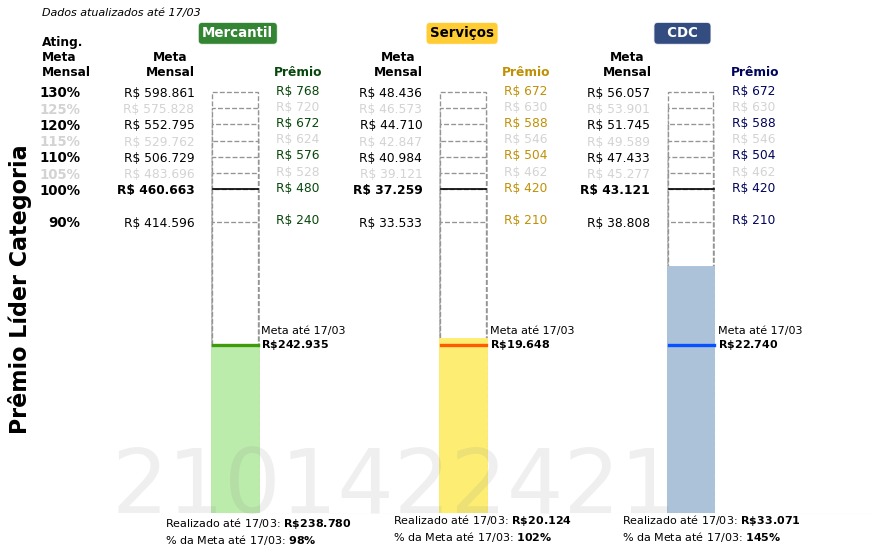 Dados atualizados até 17/03
Mercantil Serviços CDC
Ating. Meta Mensal Meta Mensal Prêmio Meta Mensal Prêmio Meta Mensal Prêmio
130% R$ 598.861 R$ 768 R$ 48.436 R$ 672 R$ 56.057 R$ 672
125% R$ 575.828 R$ 720 R$ 46.573 R$ 630 R$ 53.901 R$ 630
120% R$ 552.795 R$ 672 R$ 44.710 R$ 588 R$ 51.745 R$ 588
115% R$ 529.762 R$ 624 R$ 42.847 R$ 546 R$ 49.589 R$ 546
110% R$ 506.729 R$ 576 R$ 40.984 R$ 504 R$ 47.433 R$ 504
105% R$ 483.696 R$ 528 R$ 39.121 R$ 462 R$ 45.277 R$ 462
100% R$ 460.663 R$ 480 R$ 37.259 R$ 420 R$ 43.121 R$ 420
90% R$ 414.596 R$ 240 R$ 33.533 R$ 210 R$ 38.808 R$ 210
Prêmio Líder Categoria
Meta até 17/03 Meta até 17/03 Meta até 17/03
R$242.935 R$19.648 R$22.740
210142242421
Realizado até 17/03: R$238.780 Realizado até 17/03: R$20.124 Realizado até 17/03: R$33.071
% da Meta até 17/03: 98% % da Meta até 17/03: 102% % da Meta até 17/03: 145%